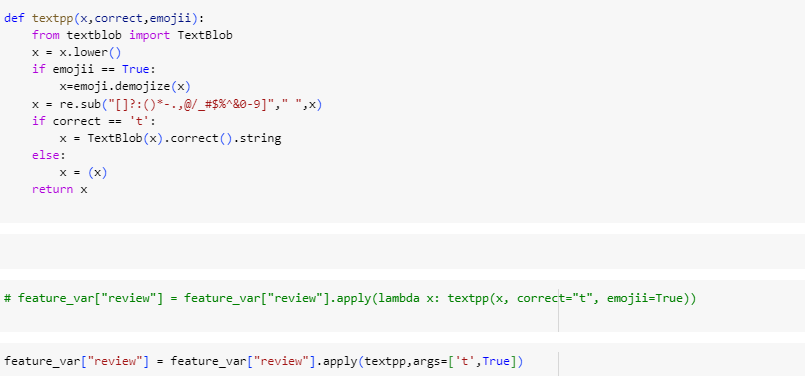 def textpp(x,correct,emojii):
    from textblob import TextBlob
    x = x.lower()
    if emojii == True:
        x=emoji.demojize(x)
    x = re.sub("[]?:()*-.,@/_#$%^&0-9]"," ",x)
    if correct == 't':
        x = TextBlob(x).correct().string
    else:
        x = (x)
    return x
# feature_var["review"] = feature_var["review"].apply(lambda x: textpp(x, correct="t", emojii=True))
feature_var["review"] = feature_var["review"].apply(textpp,args=['t',True])